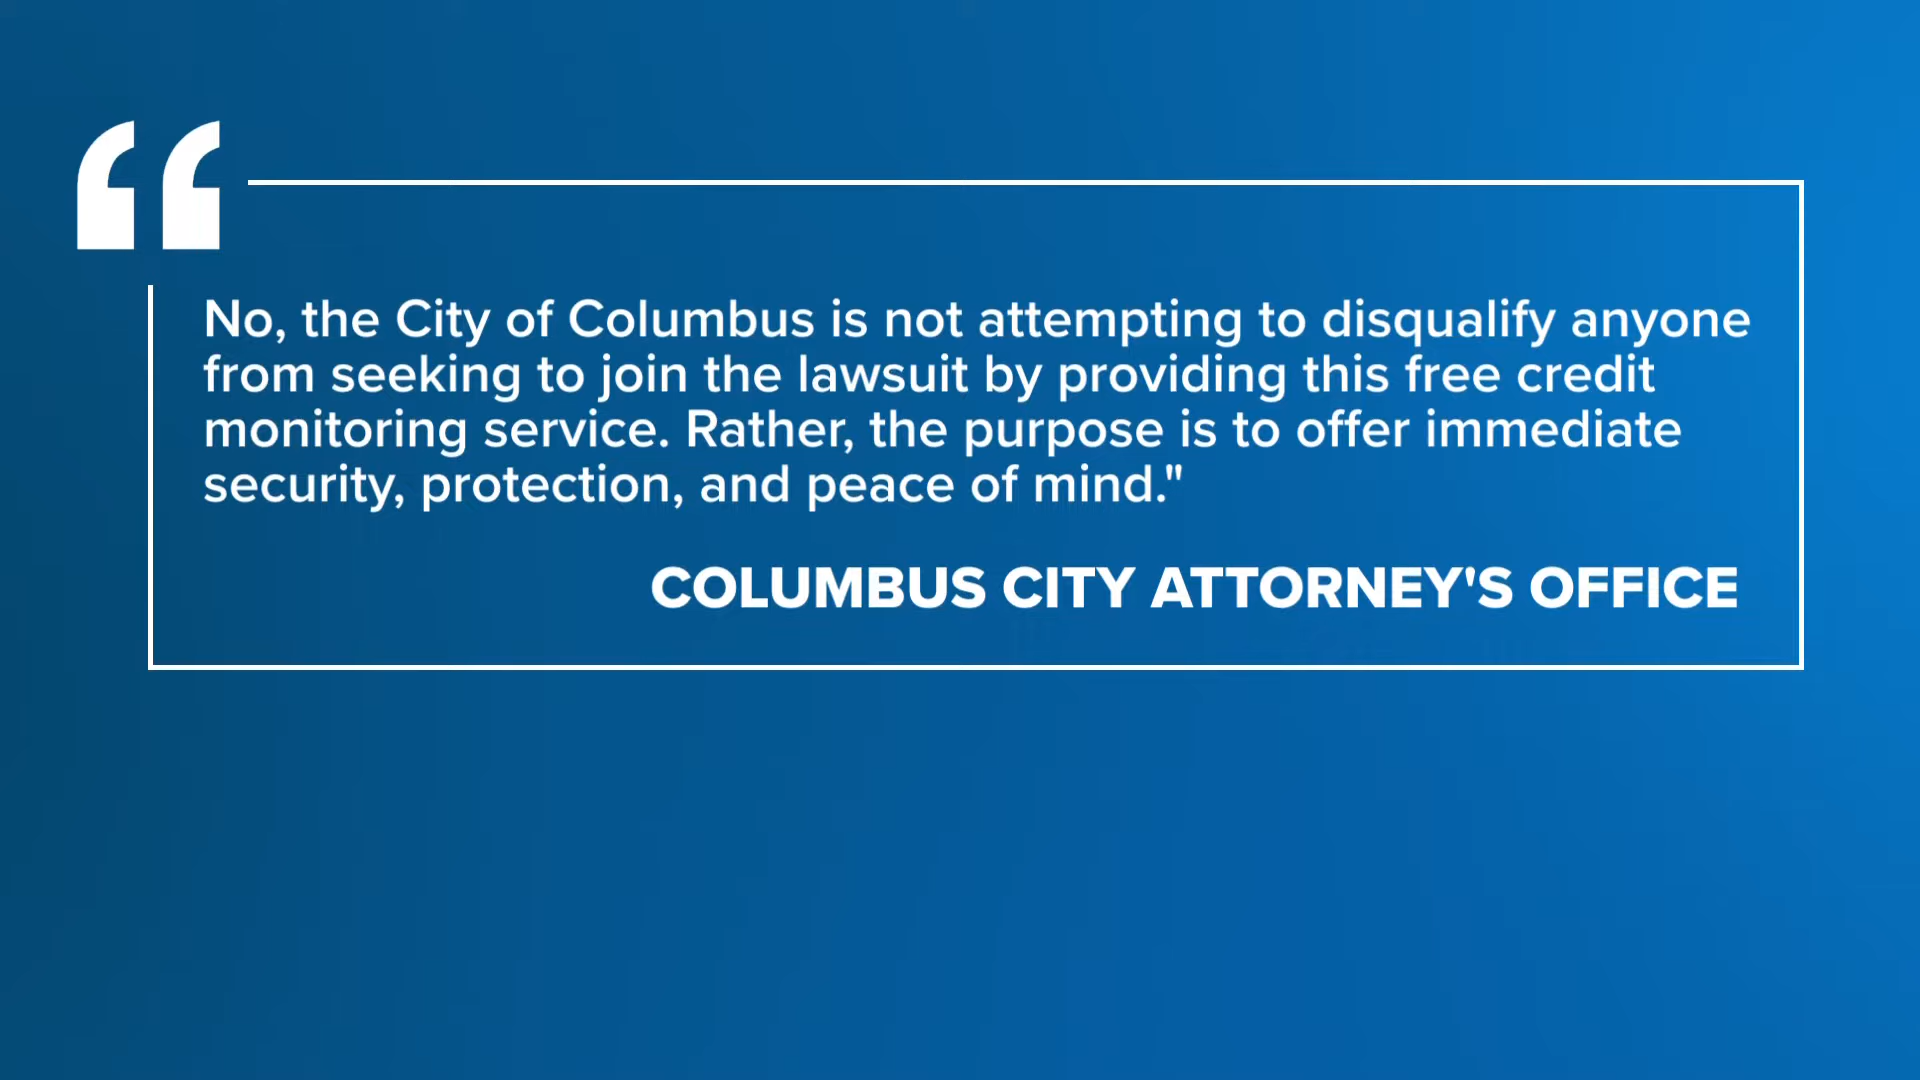 “
No, the City of Columbus is not attempting to disqualify anyone
from seeking to join the lawsuit by providing this free credit
monitoring service. Rather, the purpose is to offer immediate
security, protection, and peace of mind."
COLUMBUS CITY ATTORNEY'S OFFICE